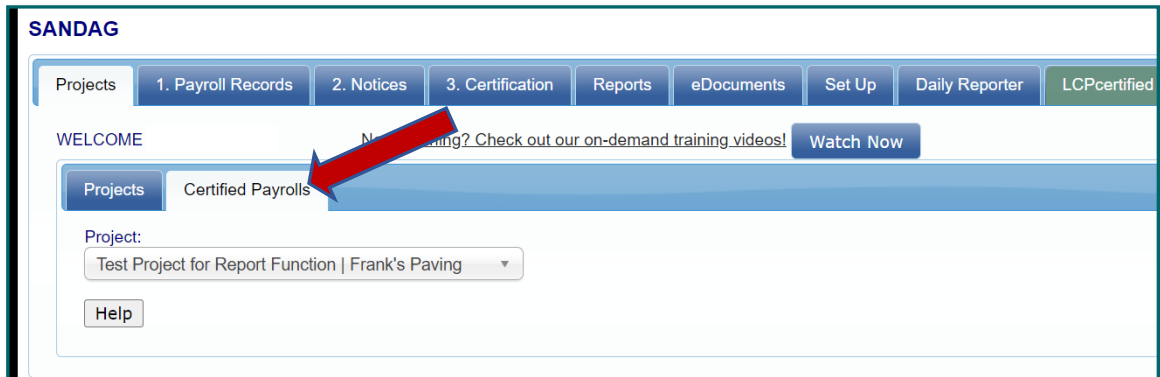 SANDAG
Projects 1. Payroll Records 2. Notices 3. Certification Reports eDocuments Set Up Daily Reporter LCPcertified
WELCOME Check out our on-demand training videos! Watch Now
Projects Certified Payrolls
Project:
Test Project for Report Function | Frank's Paving
Help